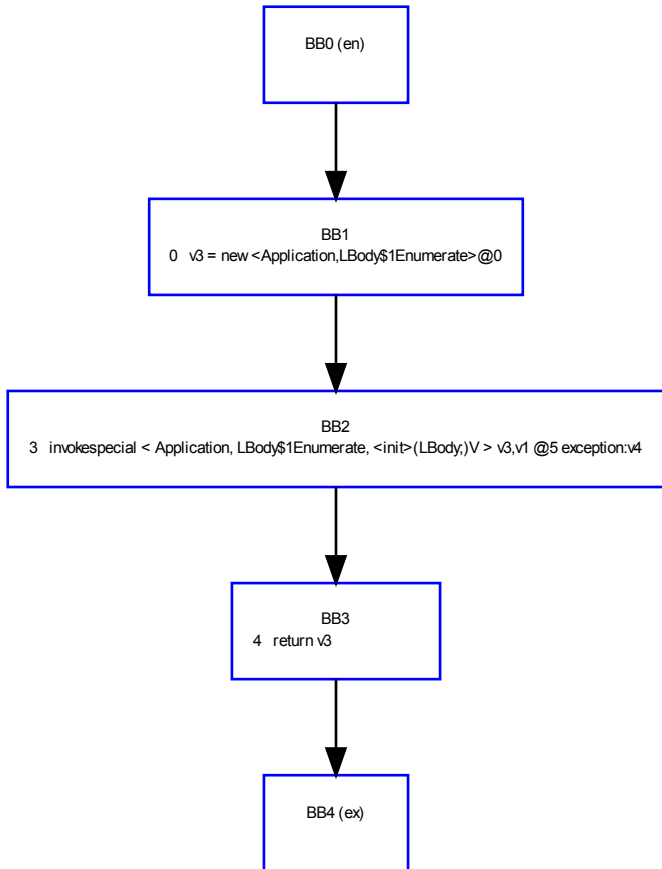 BB0 (en)
BB1
0 v3 = new <Application,LBody$1Enumerate>@0
BB2
3 invokespecial < Application, LBody$1Enumerate, <init>(LBody;)V > v3,v1 @5 exception:v4
BB3
4 return v3
BB4 (ex)